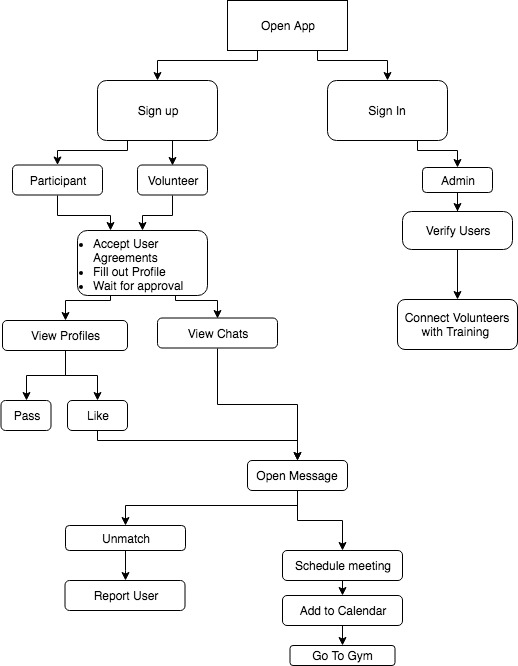 Open App
Sign up
Sign In
Participant
Volunteer
Admin
• Accept User
Agreements
• Fill out Profile
• Wait for approval
Verify Users
View Profiles
View Chats
Connect Volunteers
with Training
Pass
Like
Open Message
Unmatch
Schedule meeting
Report User
Add to Calendar
Go To Gym